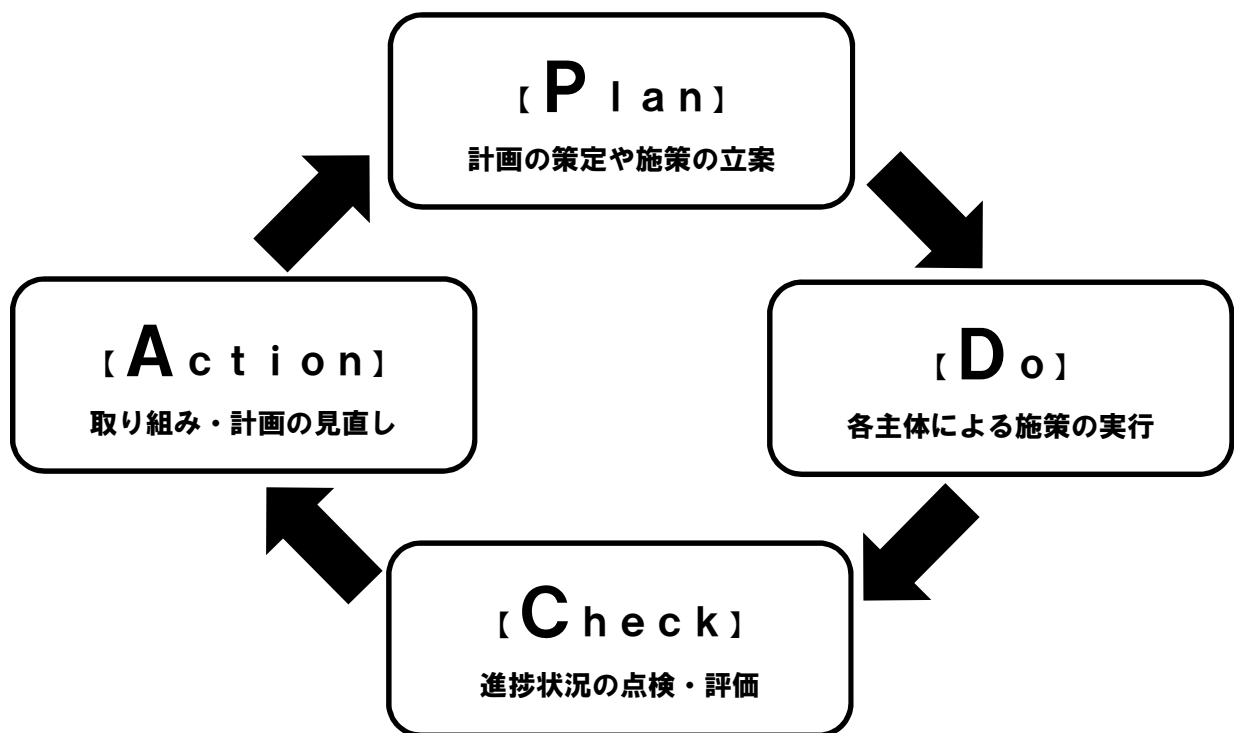 【Plan】
計画の策定や施策の立案
【Do】
各主体による施策の実行
【Check】
進捗状況の点検・評価
【Action】
取り組み・計画の見直し